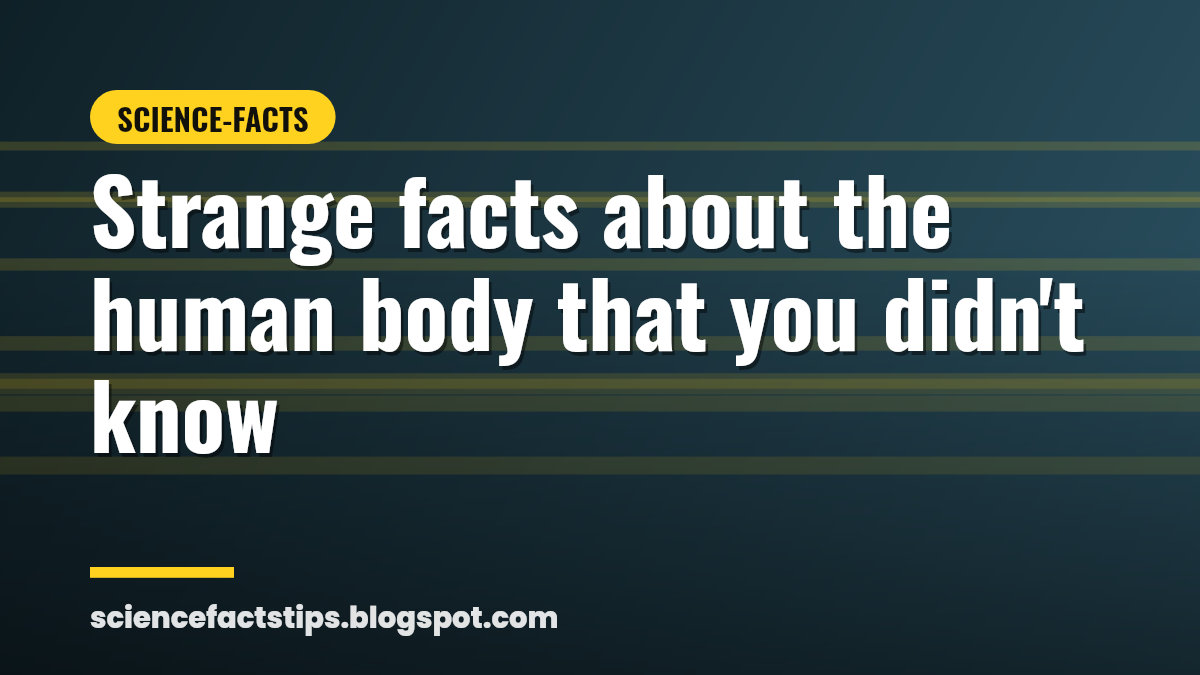 SCIENCE-FACTS
Strange facts about the
human body that you didn't
know
sciencefactstips.blogspot.com